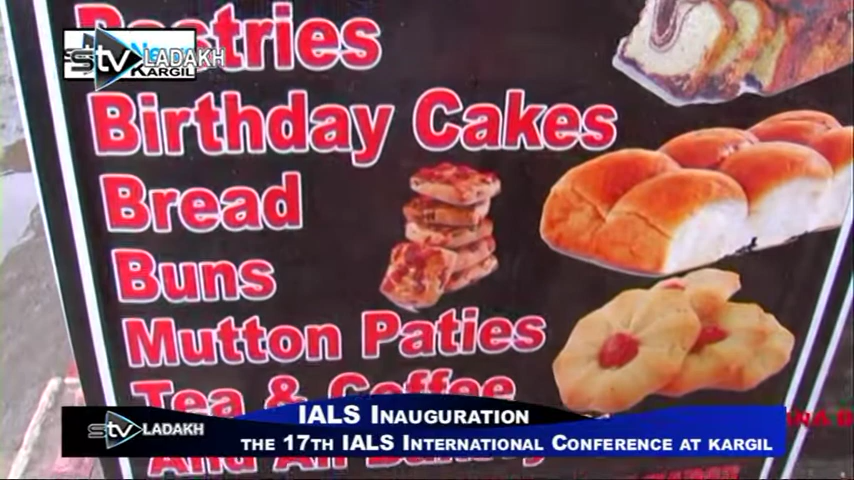 Pastries
stv News LADAKH
KARGIL
Birthday Cakes
Bread
Buns
Mutton Paties
Tea & Coffee
IALS INAUGURATION
stv LADAKH
THE 17TH IALS INTERNATIONAL CONFERENCE AT KARGIL